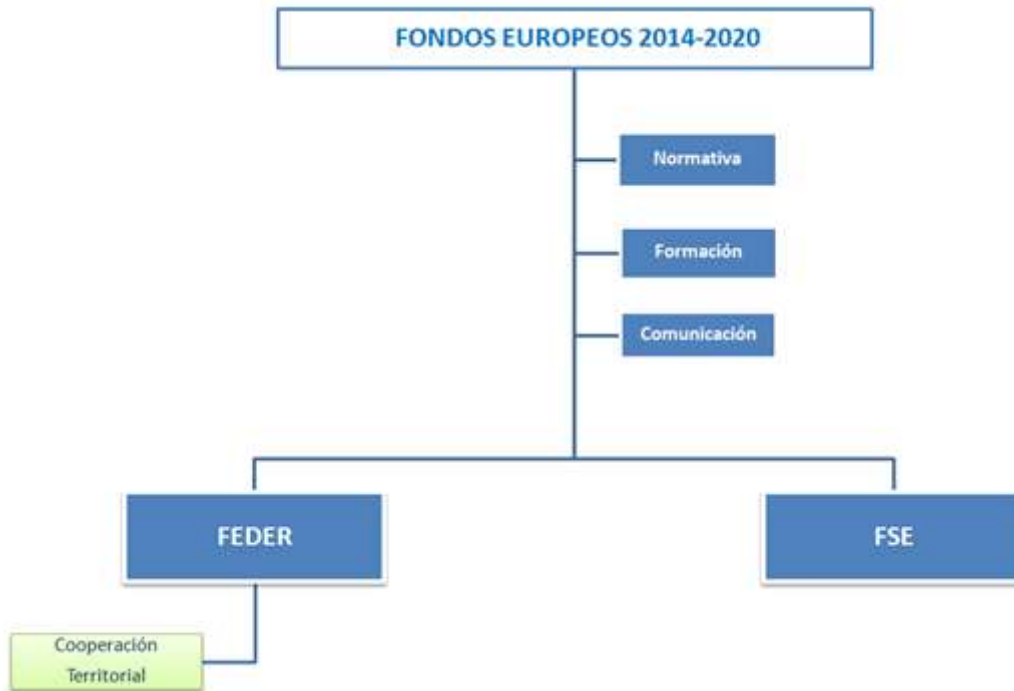 FONDOS EUROPEOS 2014-2020
Normativa
Formación
Comunicación
FEDER
FSE
Cooperación
Territorial